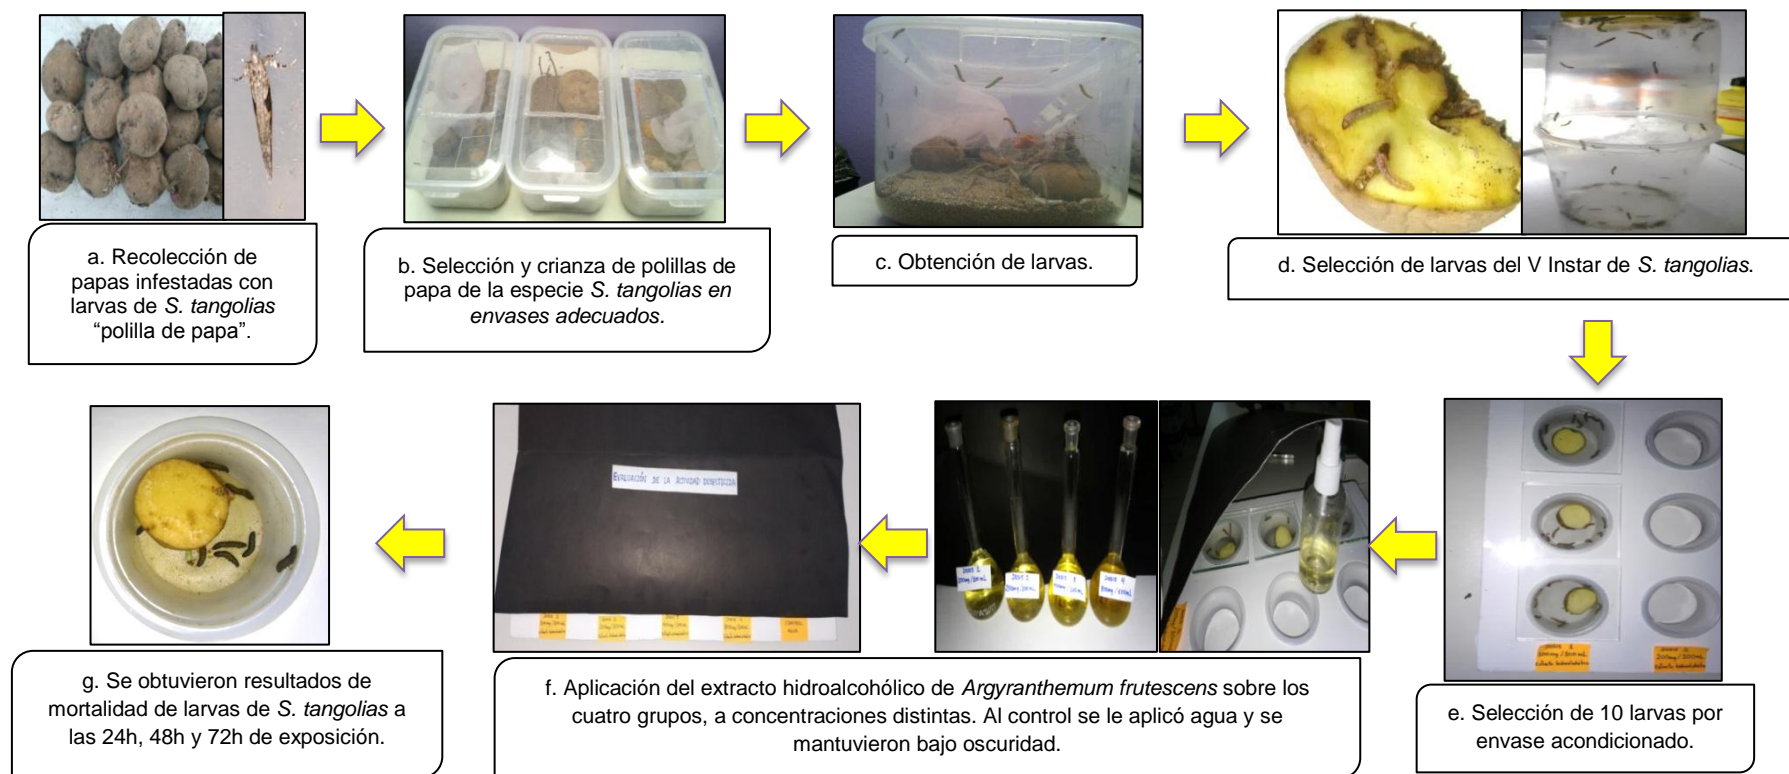 a. Recolección de
papas infestadas con
larvas de S. tangolias
“polilla de papa”.
b. Selección y crianza de polillas de
papa de la especie S. tangolias en
envases adecuados.
c. Obtención de larvas.
d. Selección de larvas del V Instar de S. tangolias.
e. Selección de 10 larvas por
envase acondicionado.
f. Aplicación del extracto hidroalcohólico de Argyranthemum frutescens sobre los
cuatro grupos, a concentraciones distintas. Al control se le aplicó agua y se
mantuvieron bajo oscuridad.
EVALUACIÓN DE LA ACTIVIDAD
g. Se obtuvieron resultados de
mortalidad de larvas de S. tangolias a
las 24h, 48h y 72h de exposición.